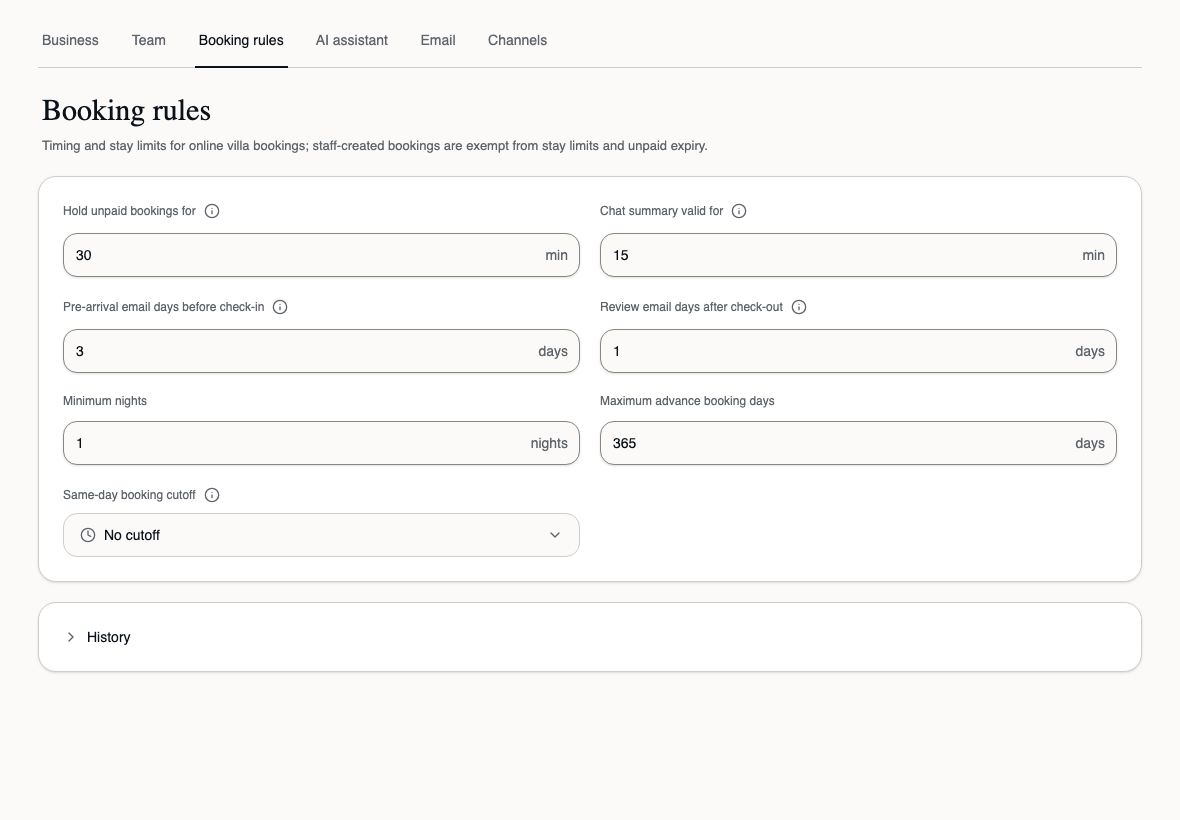 Business Team Booking rules AI assistant Email Channels
Booking rules
Timing and stay limits for online villa bookings; staff-created bookings are exempt from stay limits and unpaid expiry.
Hold unpaid bookings for
Chat summary valid for
30 min
15 min
Pre-arrival email days before check-in
Review email days after check-out
3 days
1 days
Minimum nights
Maximum advance booking days
1 nights
365 days
Same-day booking cutoff
No cutoff
History